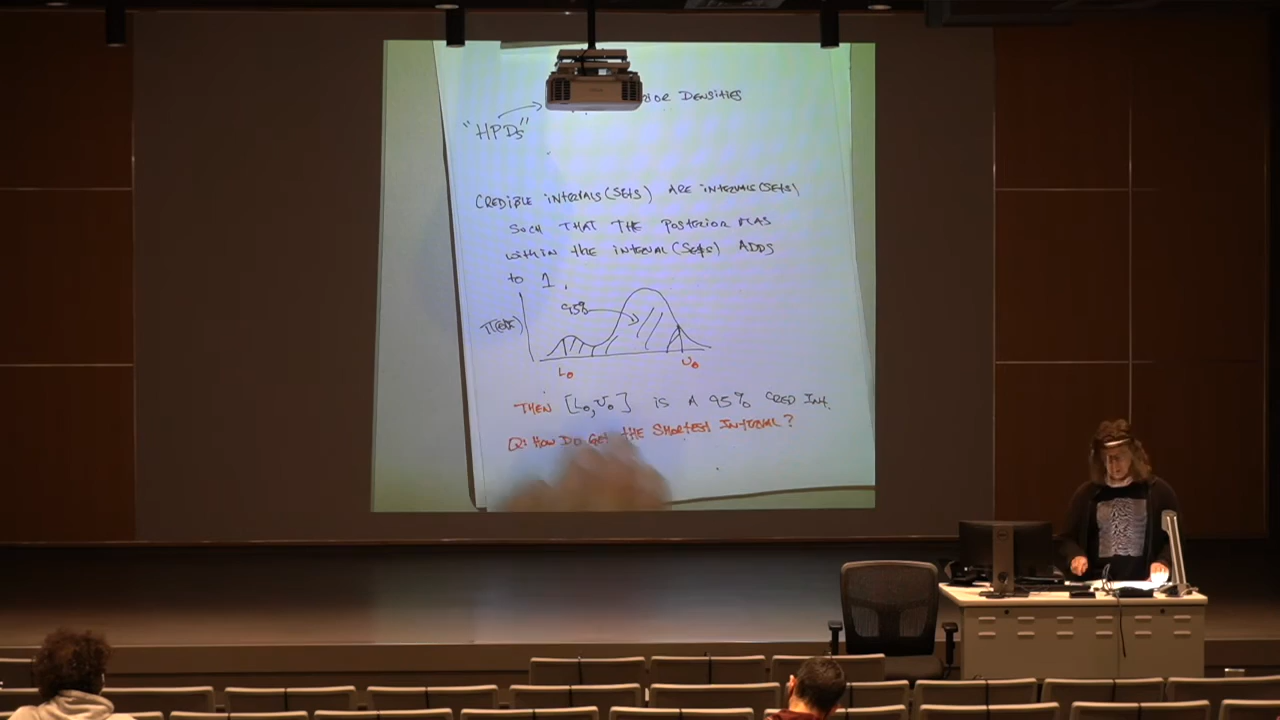 DENSITIES
"HPDs"
CREDIBLE INTERVALS (SETS) ARE INTERVALS (SETS)
SUCH THAT THE POSTERIOR MAS
WITHIN THE INTERVAL (SETS) ADDS
TO 1.
95%
L₀ U₀
THEN [L₀, U₀] IS A 95% CRED INT.
Q: HOW DO GET THE SHORTEST INTERVAL?